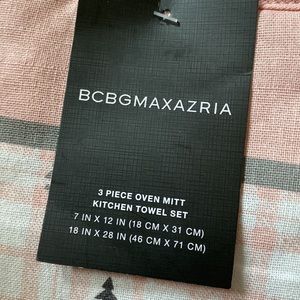 BCBGMAXAZRIA
3 PIECE OVEN MITT
KITCHEN TOWEL SET
7 IN X 12 IN (18 CM X 31 CM)
18 IN X 28 IN (46 CM X 71 CM)